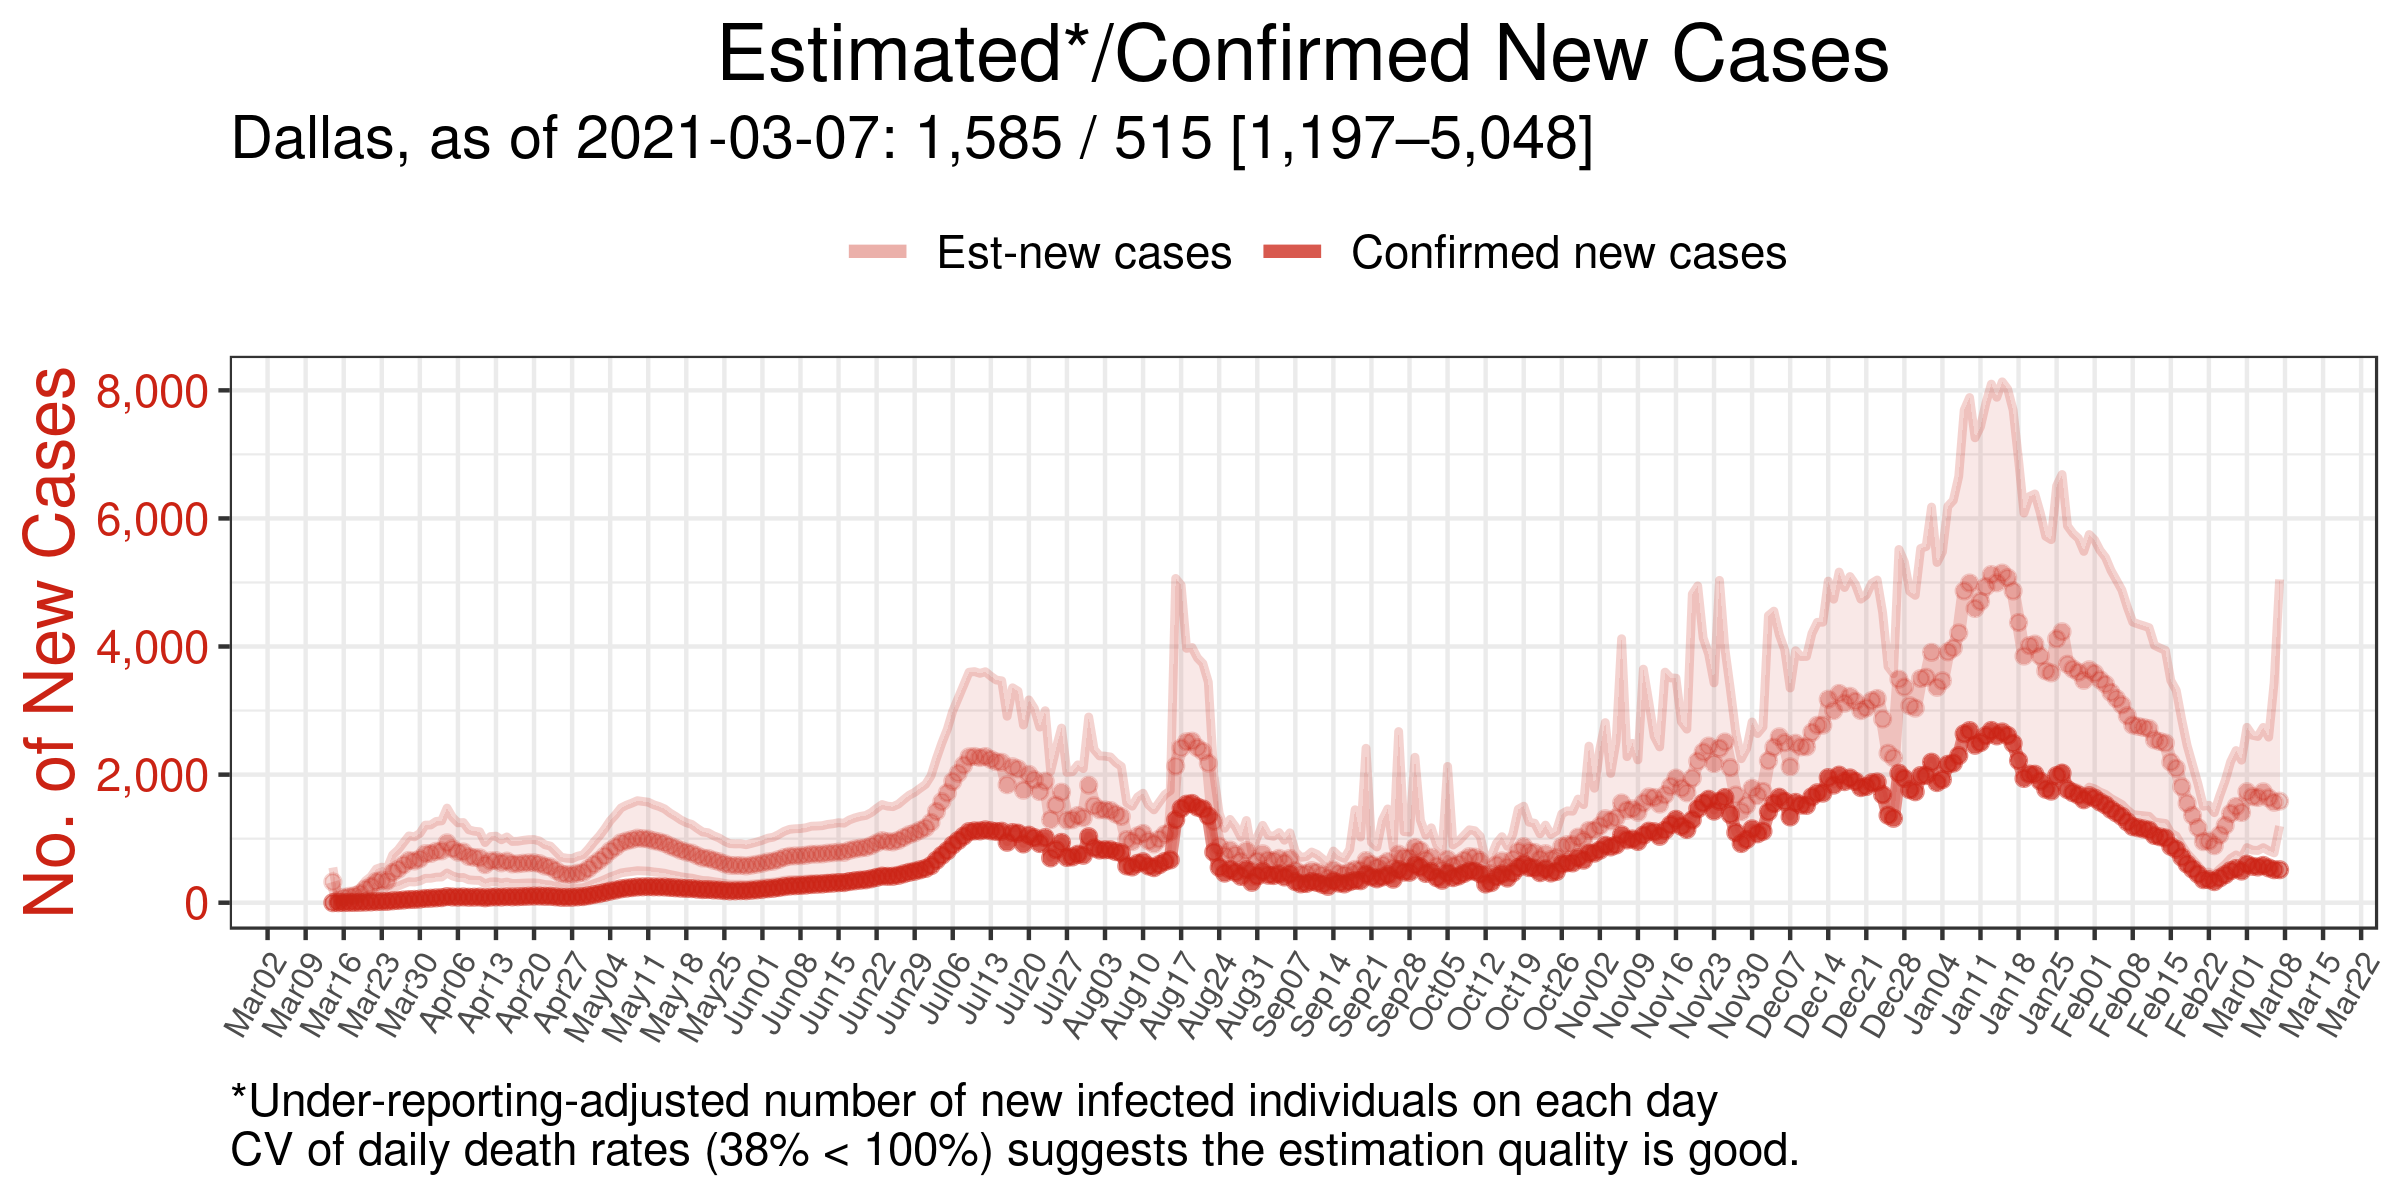 Estimated*/Confirmed New Cases
Dallas, as of 2021-03-07: 1,585 / 515 [1,197–5,048]
Est-new cases Confirmed new cases
No. of New Cases
8,000
6,000
4,000
2,000
0
Mar02 Mar09 Mar16 Mar23 Mar30 Apr06 Apr13 Apr20 Apr27 May04 May11 May18 May25 Jun01 Jun08 Jun15 Jun22 Jun29 Jul06 Jul13 Jul20 Jul27 Aug03 Aug10 Aug17 Aug24 Aug31 Sep07 Sep14 Sep21 Sep28 Oct05 Oct12 Oct19 Oct26 Nov02 Nov09 Nov16 Nov23 Nov30 Dec07 Dec14 Dec21 Dec28 Jan04 Jan11 Jan18 Jan25 Feb01 Feb08 Feb15 Feb22 Mar01 Mar08 Mar15 Mar22
*Under-reporting-adjusted number of new infected individuals on each day
CV of daily death rates (38% < 100%) suggests the estimation quality is good.